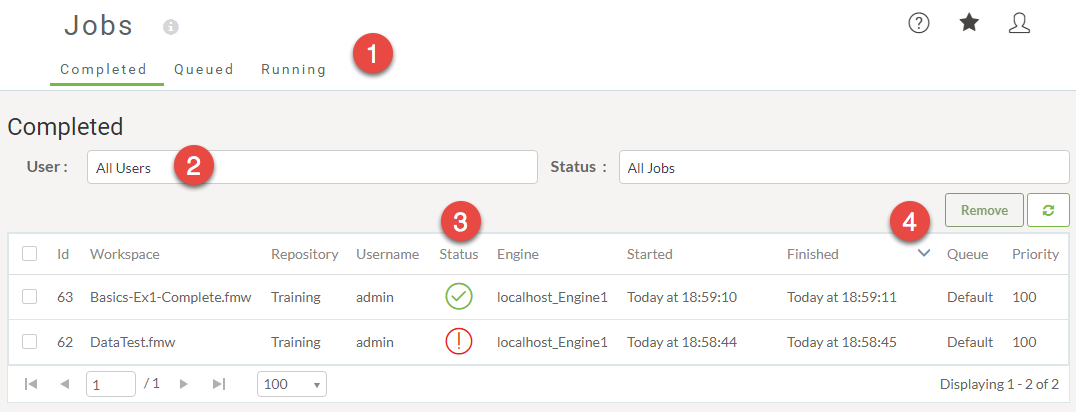 Jobs
Completed Queued Running 1
Completed
User : All Users 2 Status : All Jobs
3 4 Remove
Id Workspace Repository Username Status Engine Started Finished Queue Priority
63 Basics-Ex1-Complete.fmw Training admin localhost_Engine1 Today at 18:59:10 Today at 18:59:11 Default 100
62 DataTest.fmw Training admin localhost_Engine1 Today at 18:58:44 Today at 18:58:45 Default 100
1 / 1 100 Displaying 1 - 2 of 2